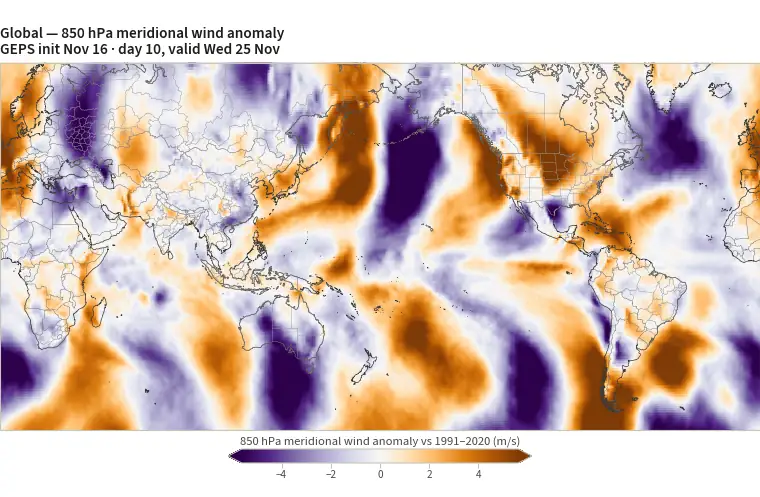 Global — 850 hPa meridional wind anomaly
GEPS init Nov 16 · day 10, valid Wed 25 Nov
850 hPa meridional wind anomaly vs 1991–2020 (m/s)
−4 −2 0 2 4